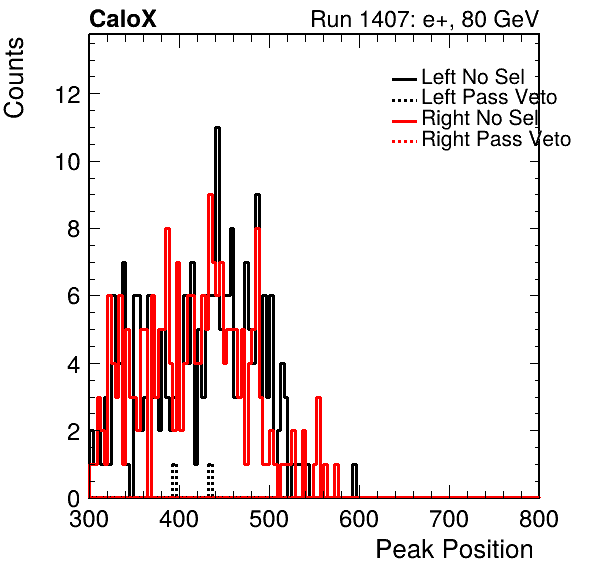 CaloX Run 1407: e+, 80 GeV
Counts
Left No Sel
Left Pass Veto
Right No Sel
Right Pass Veto
12
10
8
6
4
2
0
300 400 500 600 700 800
Peak Position